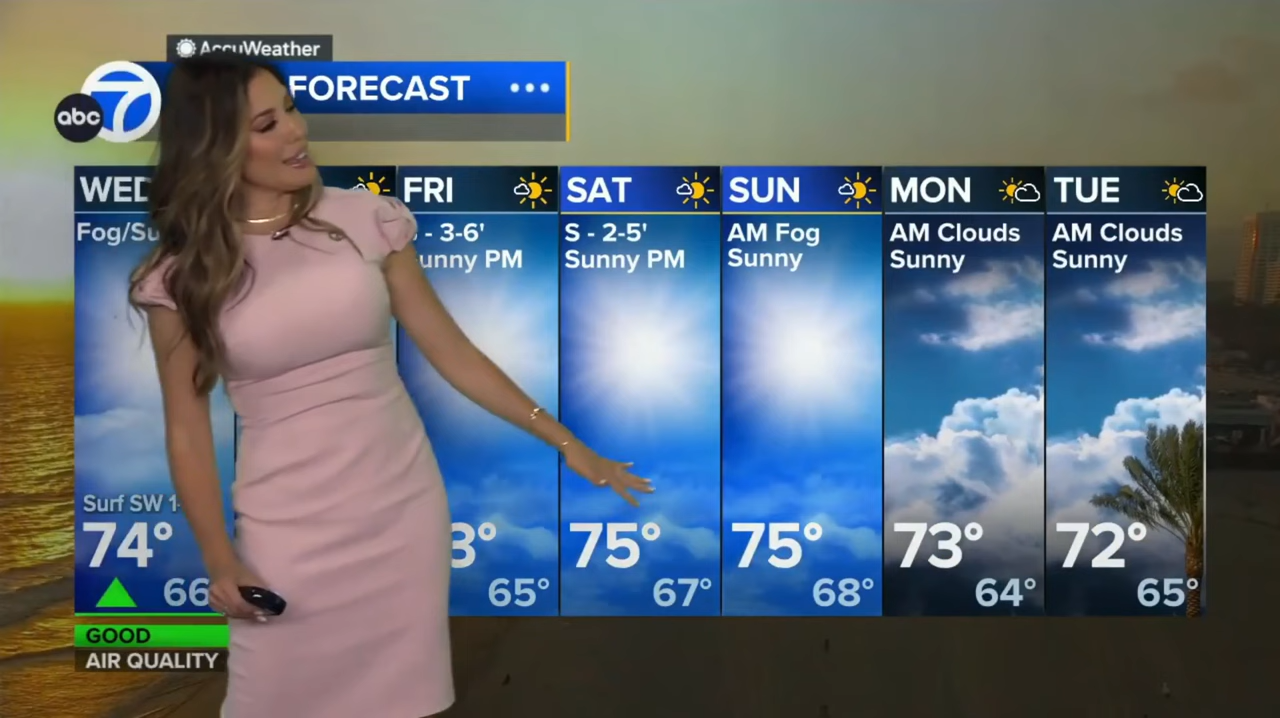 AccuWeather
abc 7
FORECAST
WED
FRI
SAT
SUN
MON
TUE
Fog/Su
- 3-6'
unny PM
S - 2-5'
Sunny PM
AM Fog
Sunny
AM Clouds
Sunny
AM Clouds
Sunny
Surf SW 1-
74°
3°
75°
75°
73°
72°
66
65°
67°
68°
64°
65°
GOOD
AIR QUALITY